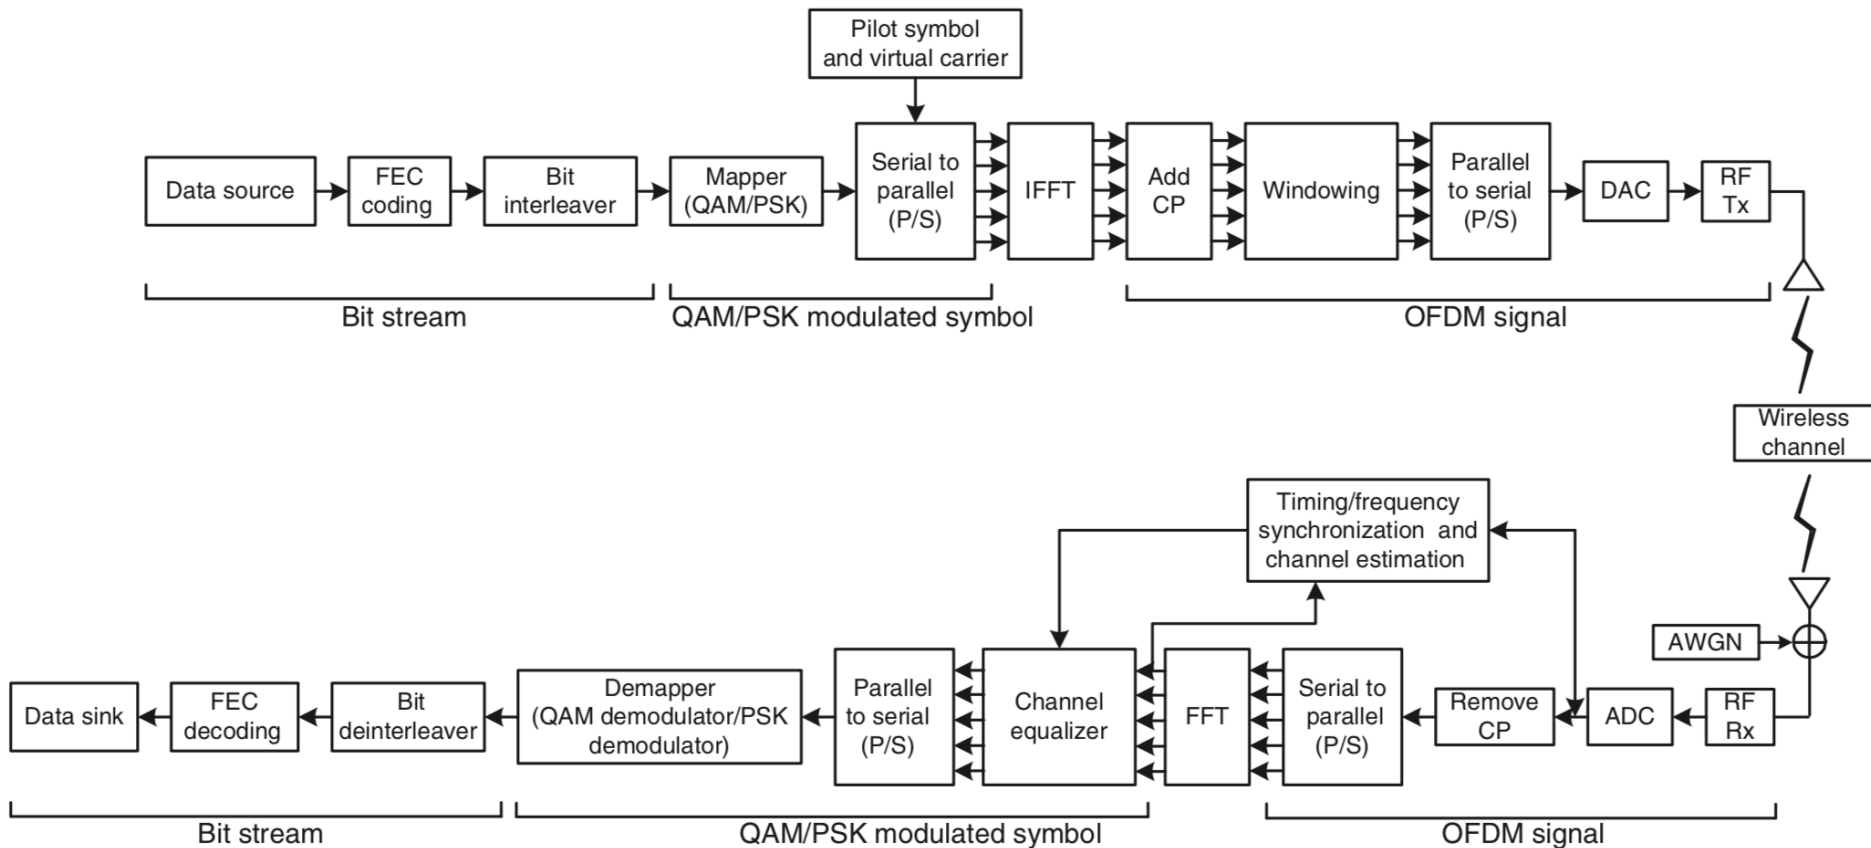 Pilot symbol
and virtual carrier
Data source
FEC
coding
Bit
interleaver
Mapper
(QAM/PSK)
Serial to
parallel
(P/S)
IFFT
Add
CP
Windowing
Parallel
to serial
(P/S)
DAC
RF
Tx
Bit stream
QAM/PSK modulated symbol
OFDM signal
Wireless
channel
Timing/frequency
synchronization and
channel estimation
AWGN
Data sink
FEC
decoding
Bit
deinterleaver
Demapper
(QAM demodulator/PSK
demodulator)
Parallel
to serial
(P/S)
Channel
equalizer
FFT
Serial to
parallel
(P/S)
Remove
CP
ADC
RF
Rx
Bit stream
QAM/PSK modulated symbol
OFDM signal